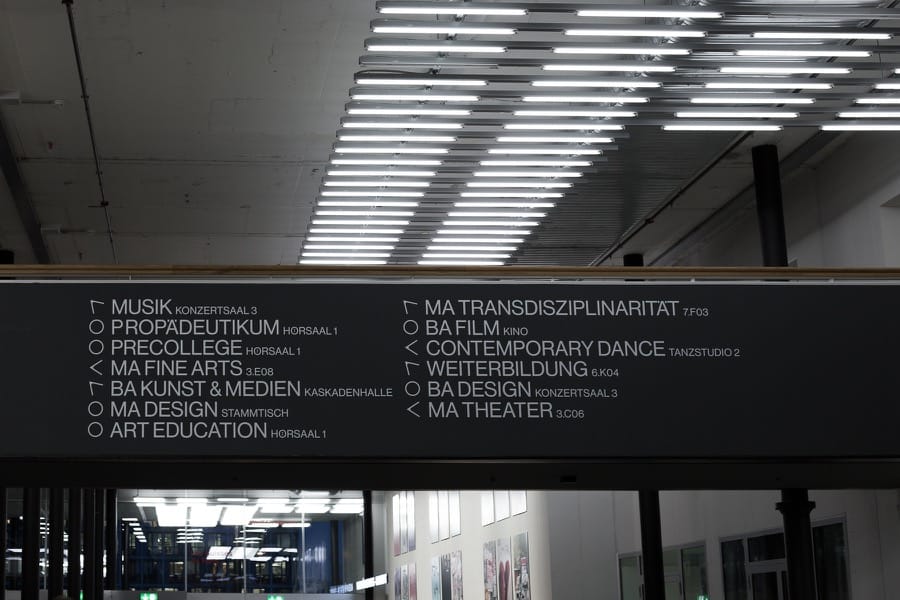 MUSIK KONZERTSAAL 3
PROPÄDEUTIKUM HÖRSAAL 1
PRECOLLEGE HÖRSAAL 1
MA FINE ARTS 3.E08
BA KUNST & MEDIEN KASKADENHALLE
MA DESIGN STAMMTISCH
ART EDUCATION HÖRSAAL 1
MA TRANSDISZIPLINARITÄT 7.F03
BA FILM KINO
CONTEMPORARY DANCE TANZSTUDIO 2
WEITERBILDUNG 6.K04
BA DESIGN KONZERTSAAL 3
MA THEATER 3.C06